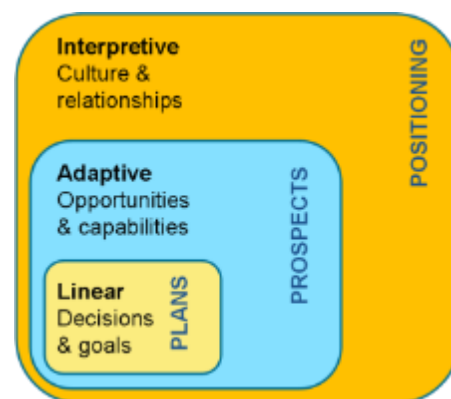 Interpretive
Culture &
relationships
POSITIONING
Adaptive
Opportunities
& capabilities
PROSPECTS
Linear
Decisions
& goals
PLANS